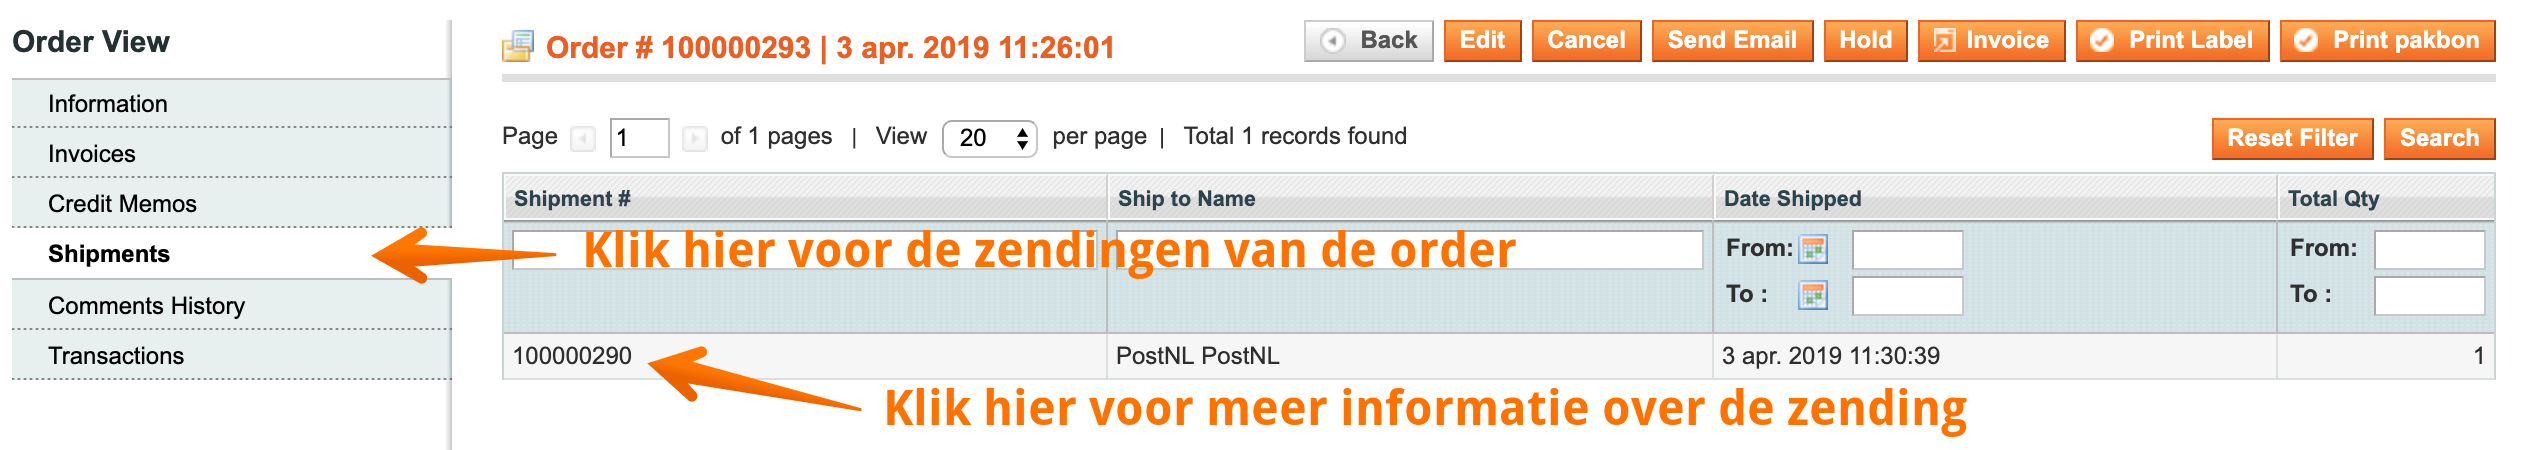 Order View
Information
Invoices
Credit Memos
Shipments
Comments History
Transactions
Order # 100000293 | 3 apr. 2019 11:26:01
Back Edit Cancel Send Email Hold Invoice Print Label Print pakbon
Page 1 of 1 pages | View 20 per page | Total 1 records found
Reset Filter Search
Shipment # Ship to Name Date Shipped Total Qty
Klik hier voor de zendingen van de order
From: From:
To : To :
100000290 PostNL PostNL 3 apr. 2019 11:30:39 1
Klik hier voor meer informatie over de zending